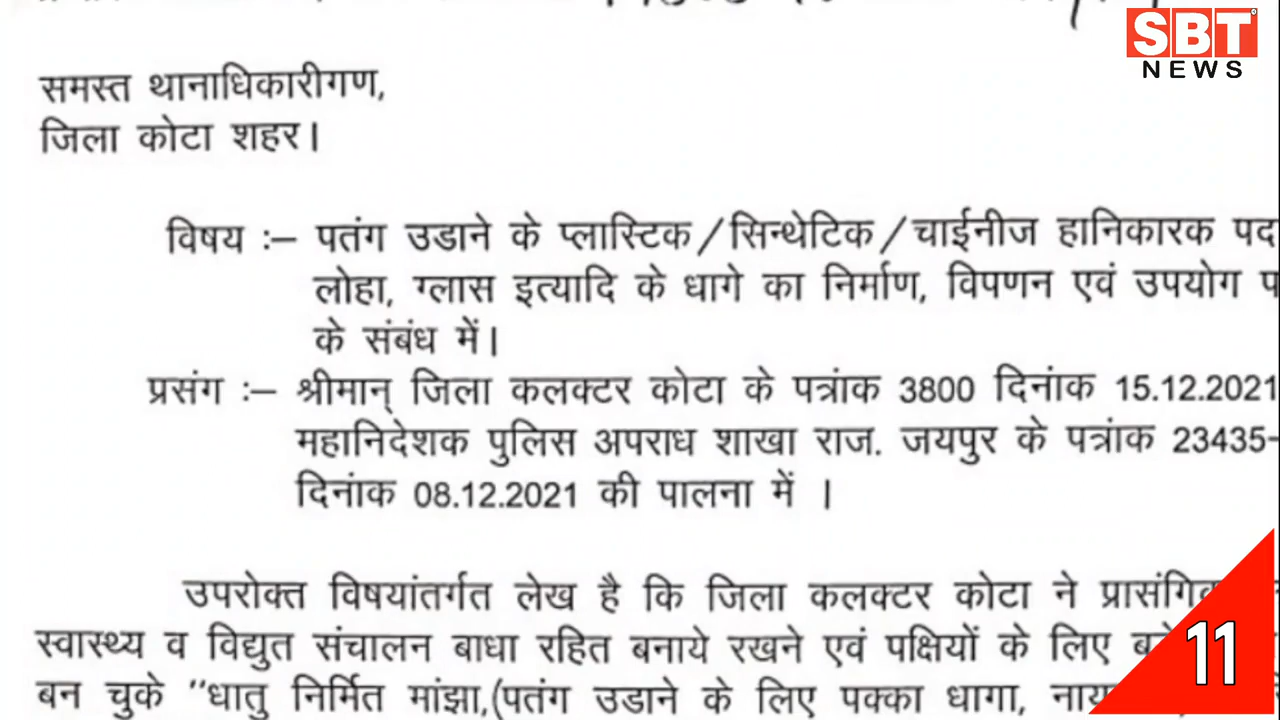 SBT
NEWS
समस्त थानाधिकारीगण,
जिला कोटा शहर।
विषय :– पतंग उडाने के प्लास्टिक/सिन्थेटिक/चाईनीज हानिकारक
लोहा, ग्लास इत्यादि के धागे का निर्माण, विपणन एवं उपयोग
के संबंध में।
प्रसंग :– श्रीमान् जिला कलक्टर कोटा के पत्रांक 3800 दिनांक 15.12.2021
महानिदेशक पुलिस अपराध शाखा राज. जयपुर के पत्रांक 23435-
दिनांक 08.12.2021 की पालना में ।
उपरोक्त विषयांतर्गत लेख है कि जिला कलक्टर कोटा ने
स्वास्थ्य व विद्युत संचालन बाधा रहित बनाये रखने एवं पक्षियों के लिए
बन चुके "धातु निर्मित मांझा,(पतंग उडाने के लिए पक्का धागा,
11